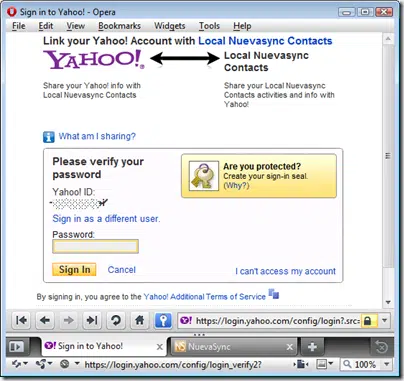 Sign in to Yahoo! - Opera
File Edit View Bookmarks Widgets Tools Help
Link your Yahoo! Account with Local Nuevasync Contacts
YAHOO!
Local Nuevasync
Contacts
Share your Yahoo! info with
Local Nuevasync Contacts
Share your Local Nuevasync
Contacts activities and info with
Yahoo!
What am I sharing?
Please verify your
password
Yahoo! ID:
Sign in as a different user.
Password:
Sign In Cancel
Are you protected?
Create your sign-in seal.
(Why?)
I can't access my account
By signing in, you agree to the Yahoo! Additional Terms of Service
Y! https://login.yahoo.com/config/login?.src=
Y! Sign in to Yahoo! N NuevaSync
https://login.yahoo.com/config/login_verify2? 100%